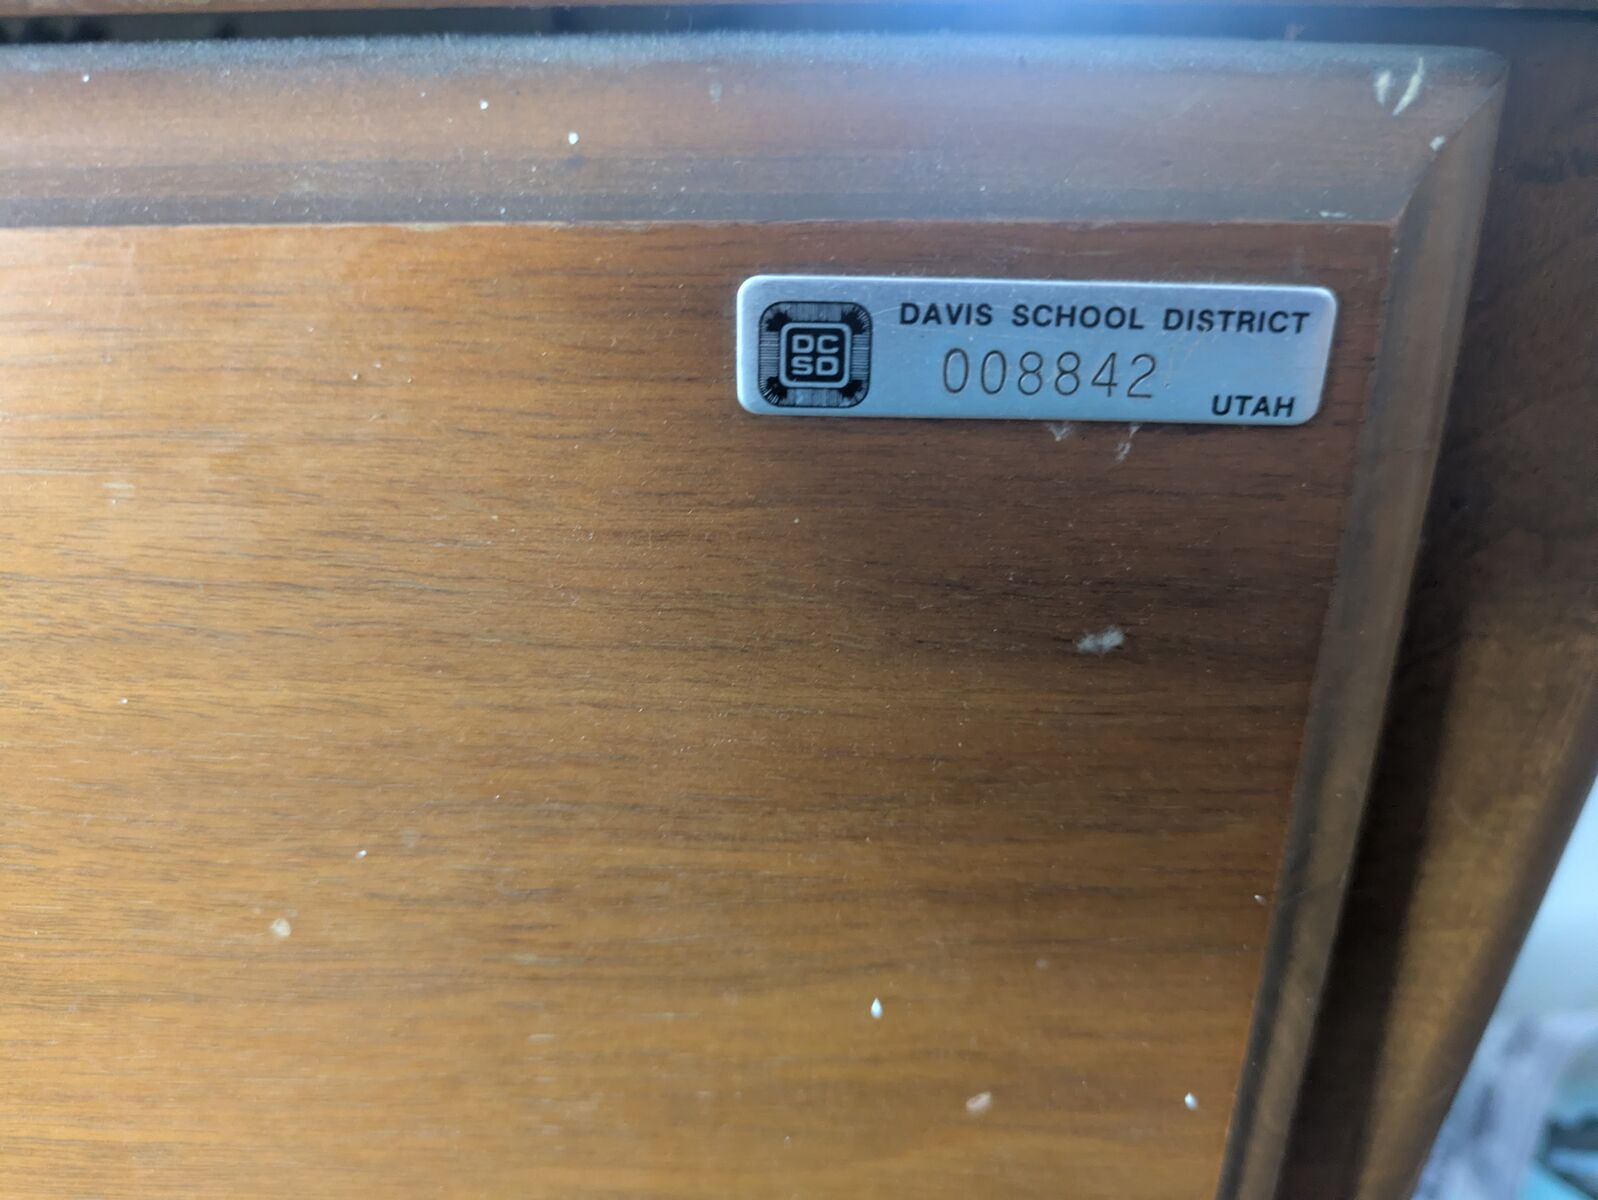 DC
SD
DAVIS SCHOOL DISTRICT
008842
UTAH